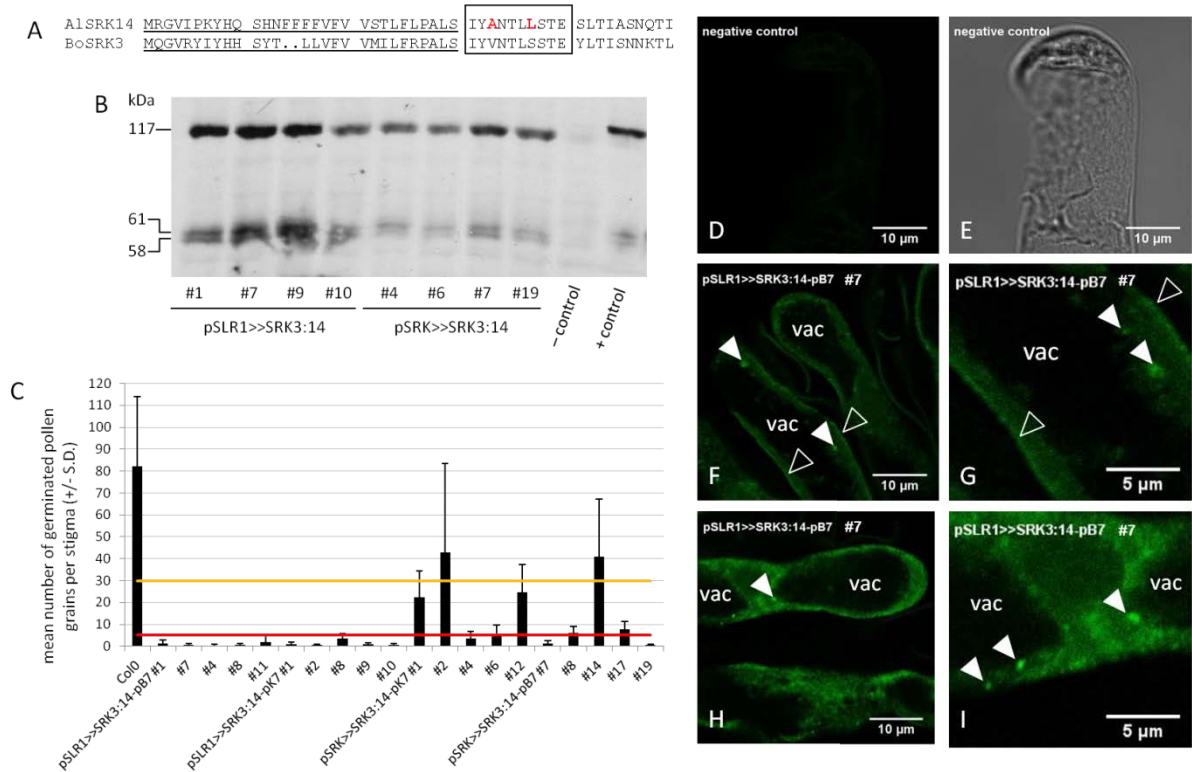 A
AlSRK14 MRGVIPKYHQ SHNFFFFVFV VSTLFLPALS IYANTLLSTE SLTIASNQTI
BoSRK3 MQGVRYIYHH SYT..LLVFVV VMILFRPALS IYVNTLSSTE YLTISNNKTL
B
kDa
117
61
58
#1 #7 #9 #10 #4 #6 #7 #19 – control + control
pSLR1>>SRK3:14 pSRK>>SRK3:14
C
mean number of germinated pollen
grains per stigma (+/- S.D.)
120
110
100
90
80
70
60
50
40
30
20
10
5
0
Col0
pSLR1>>SRK3:14-pB7 #1
#7
#4
#8
#11
pSLR1>>SRK3:14-pK7 #1
#2
#8
#9
#10
pSRK>>SRK3:14-pK7 #1
#2
#4
#6
#12
pSRK>>SRK3:14-pB7 #7
#8
#14
#17
#19
negative control
D
10 µm
negative control
E
10 µm
pSLR1>>SRK3:14-pB7 #7
vac
vac
F
10 µm
pSLR1>>SRK3:14-pB7 #7
vac
G
5 µm
pSLR1>>SRK3:14-pB7 #7
vac
vac
H
10 µm
pSLR1>>SRK3:14-pB7 #7
vac
vac
I
5 µm